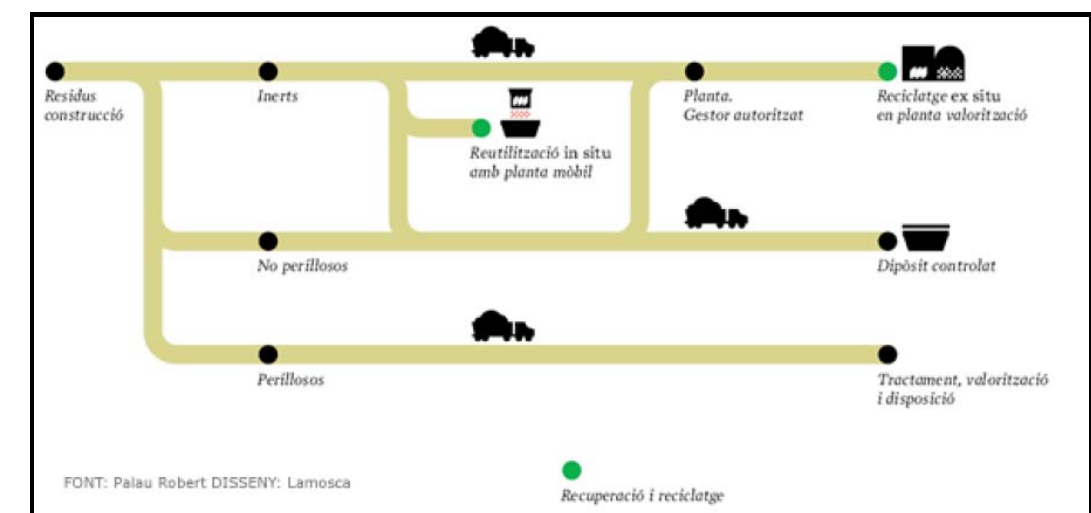 Residus
construcció
Inerts
Planta.
Gestor autoritzat
Reciclatge ex situ
en planta valorització
Reutilització in situ
amb planta mòbil
No perillosos
Dipòsit controlat
Perillosos
Tractament, valorització
i disposició
FONT: Palau Robert DISSENY: Lamosca
Recuperació i reciclatge